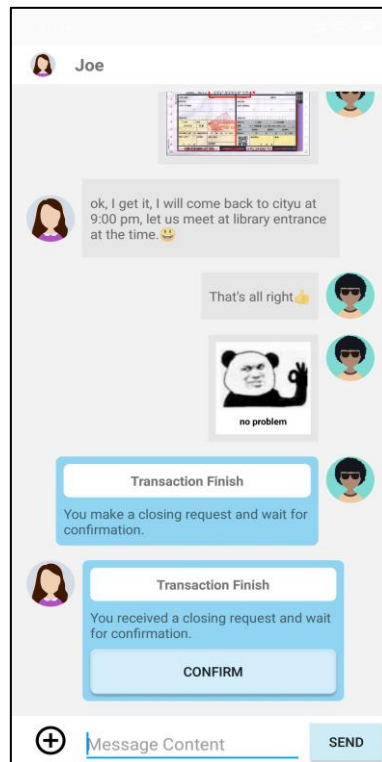 Joe
ok, I get it, I will come back to cityu at
9:00 pm, let us meet at library entrance
at the time.😃
That's all right👍
no problem
Transaction Finish
You make a closing request and wait for
confirmation.
Transaction Finish
You received a closing request and wait
for confirmation.
CONFIRM
Message Content
SEND